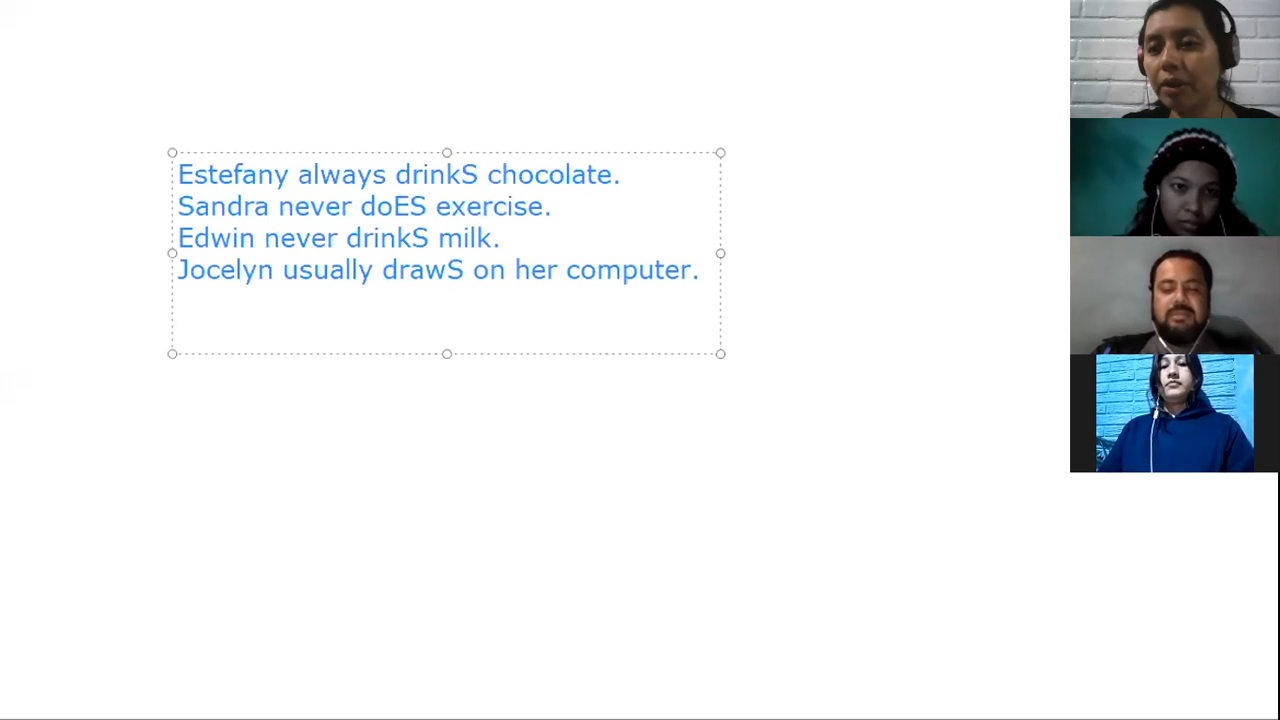 Estefany always drinkS chocolate.
Sandra never doES exercise.
Edwin never drinkS milk.
Jocelyn usually drawS on her computer.